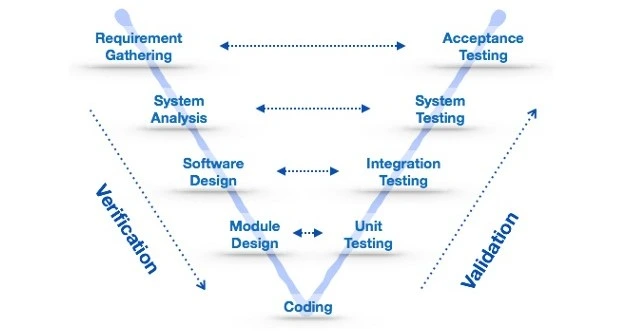 Requirement
Gathering
Acceptance
Testing
System
Analysis
System
Testing
Software
Design
Integration
Testing
Module
Design
Unit
Testing
Verification
Validation
Coding